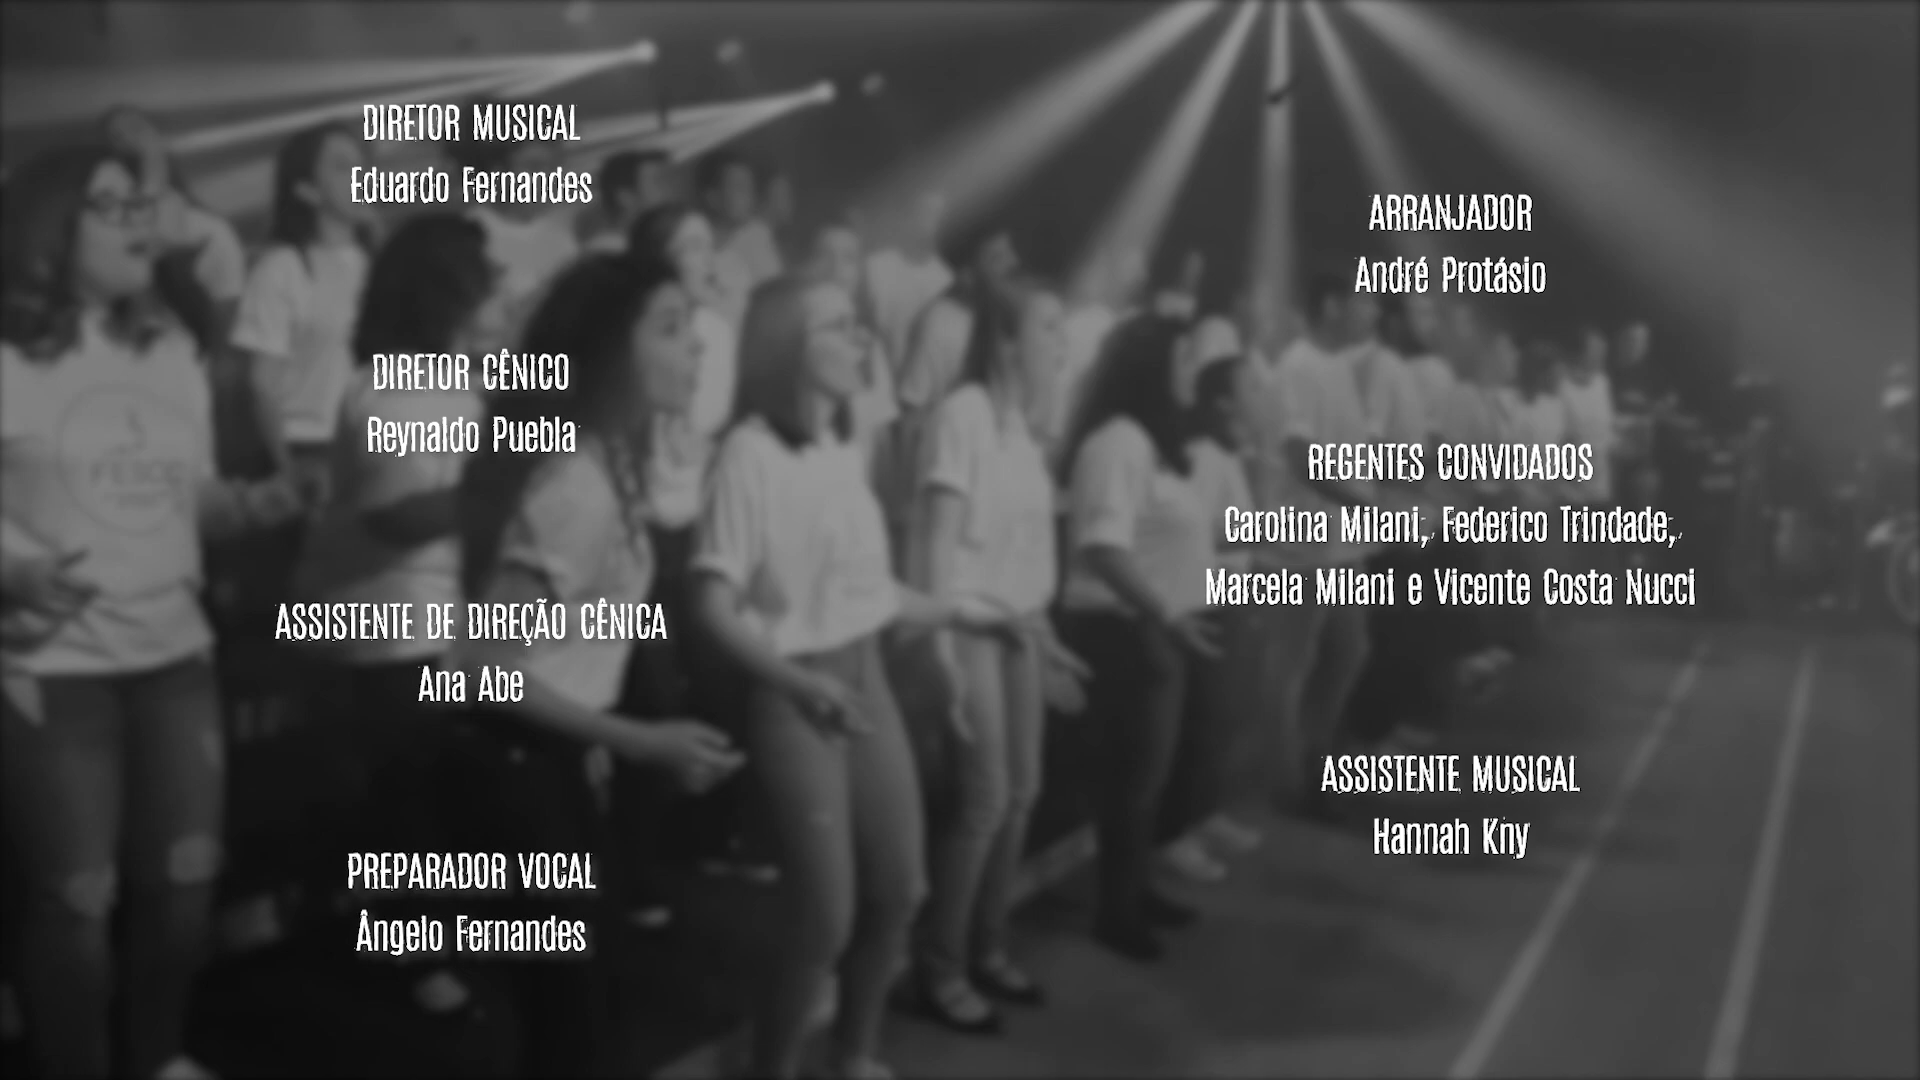 DIRETOR MUSICAL
Eduardo Fernandes
DIRETOR CÊNICO
Reynaldo Puebla
ASSISTENTE DE DIREÇÃO CÊNICA
Ana Abe
PREPARADOR VOCAL
Ângelo Fernandes
ARRANJADOR
André Protásio
REGENTES CONVIDADOS
Carolina Milani, Federico Trindade,
Marcela Milani e Vicente Costa Nucci
ASSISTENTE MUSICAL
Hannah Kny